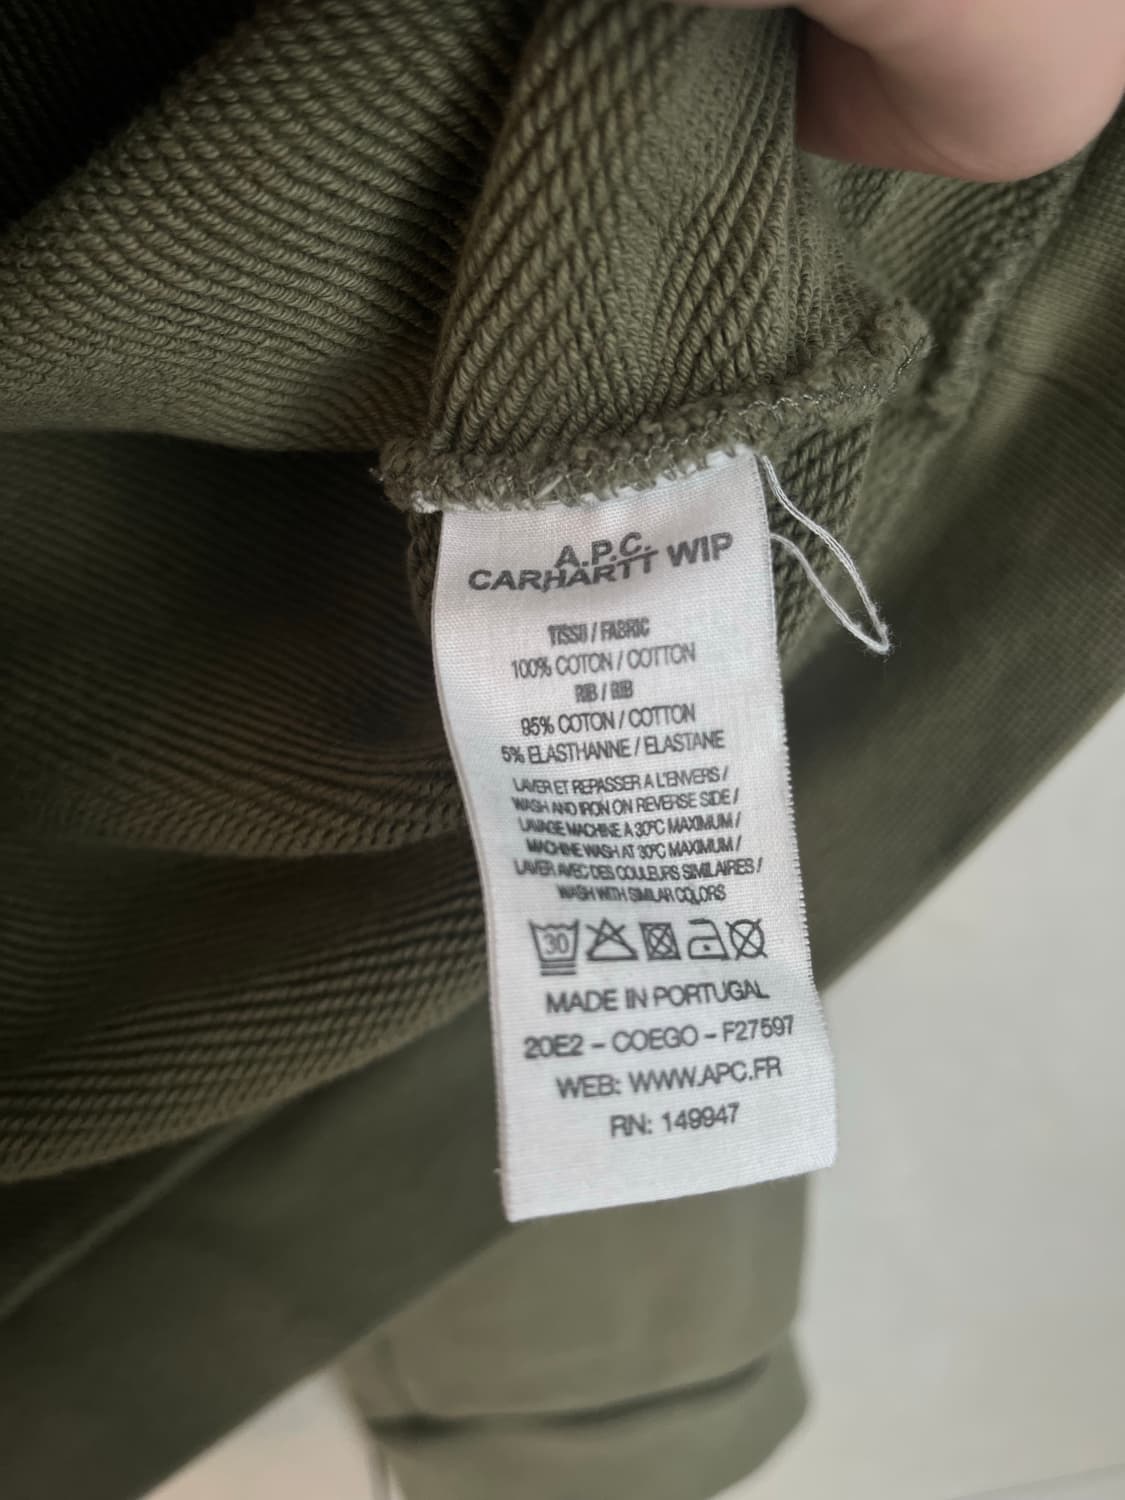 A.P.C.
CARHARTT WIP
TISSU / FABRIC
100% COTON / COTTON
RIB / RIB
95% COTON / COTTON
5% ELASTHANNE / ELASTANE
LAVER ET REPASSER A L'ENVERS /
WASH AND IRON ON REVERSE SIDE /
LAVAGE MACHINE A 30°C MAXIMUM /
MACHINE WASH AT 30°C MAXIMUM /
LAVER AVEC DES COULEURS SIMILAIRES /
WASH WITH SIMILAR COLORS
30
MADE IN PORTUGAL
20E2 - COEGO - F27597
WEB: WWW.APC.FR
RN: 149947